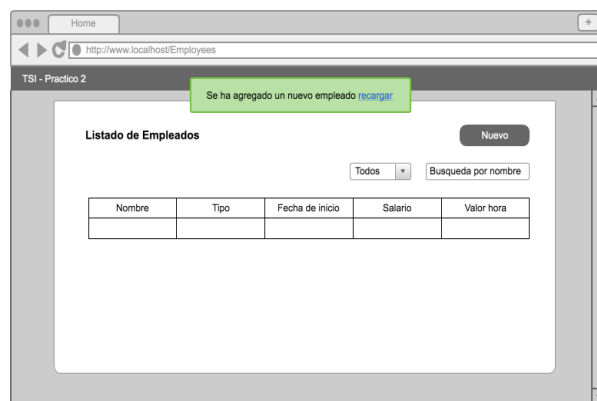 Home
+
http://www.localhost/Employees
TSI - Practico 2
Se ha agregado un nuevo empleado recargar
Listado de Empleados
Nuevo
Todos
Busqueda por nombre
Nombre Tipo Fecha de inicio Salario Valor hora